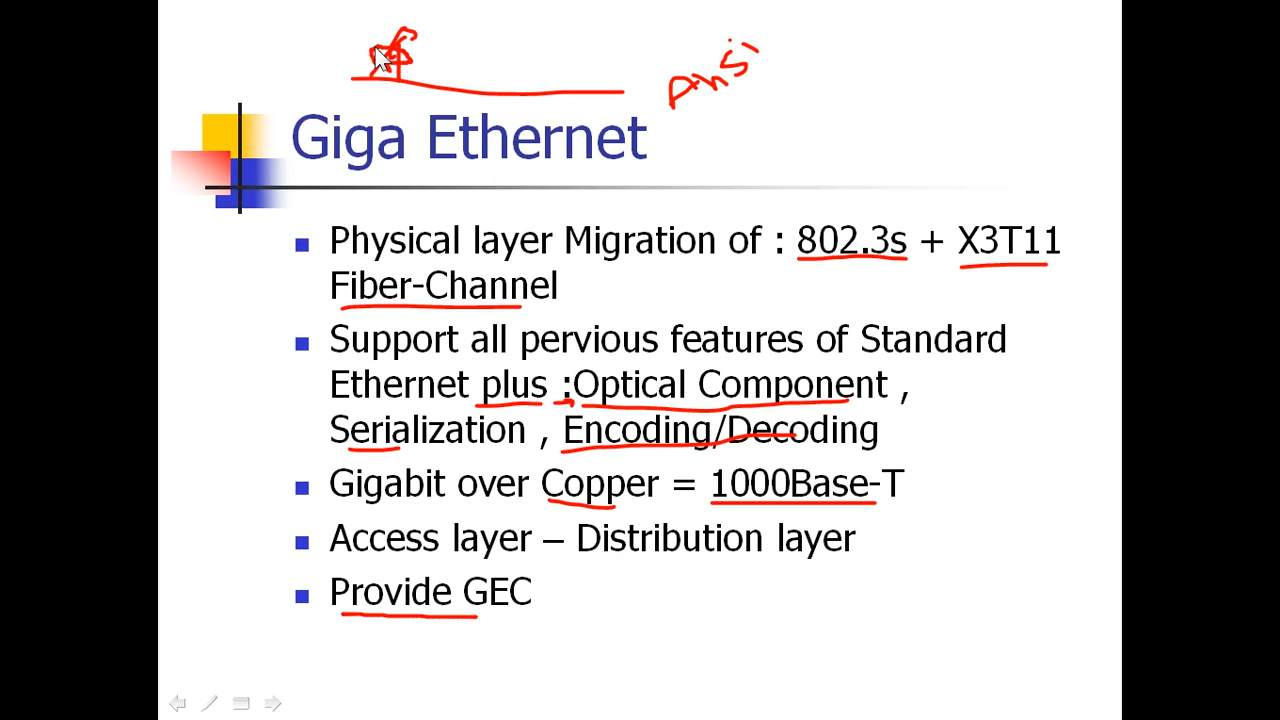 ANSI
Giga Ethernet
Physical layer Migration of : 802.3s + X3T11
Fiber-Channel
Support all pervious features of Standard
Ethernet plus :Optical Component ,
Serialization , Encoding/Decoding
Gigabit over Copper = 1000Base-T
Access layer – Distribution layer
Provide GEC